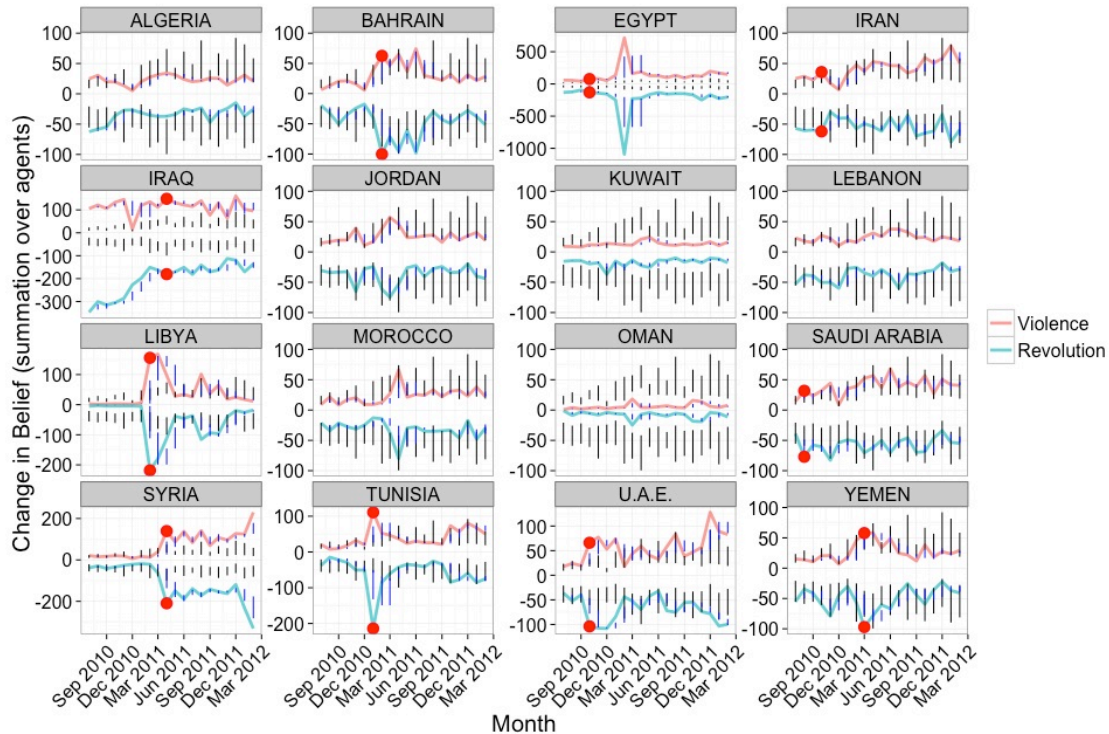 Change in Belief (summation over agents)
ALGERIA BAHRAIN EGYPT IRAN
100 100 500 100
50 50 0 50
0 0 -500 0
-50 -50 -1000 -50
-100 -100 -100
IRAQ JORDAN KUWAIT LEBANON
100 100 100 100
0 50 50 50
-100 0 0 0
-200 -50 -50 -50
-300 -100 -100 -100
LIBYA MOROCCO OMAN SAUDI ARABIA
100 100 100 100
0 50 50 50
-100 0 0 0
-200 -50 -50 -50
-100 -100 -100
SYRIA TUNISIA U.A.E. YEMEN
200 100 100 100
0 0 50 50
-200 -100 0 0
-200 -50 -50
-100 -100
Sep 2010 Dec 2010 Mar 2011 Jun 2011 Sep 2011 Dec 2011 Mar 2012 Sep 2010 Dec 2010 Mar 2011 Jun 2011 Sep 2011 Dec 2011 Mar 2012 Sep 2010 Dec 2010 Mar 2011 Jun 2011 Sep 2011 Dec 2011 Mar 2012 Sep 2010 Dec 2010 Mar 2011 Jun 2011 Sep 2011 Dec 2011 Mar 2012
Month
Violence
Revolution